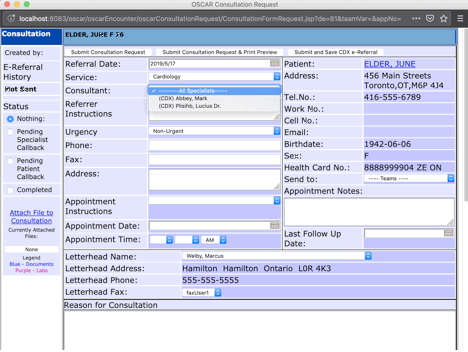 OSCAR Consultation Request
localhost:8083/oscar/oscarEncounter/oscarConsultationRequest/ConsultationFormRequest.jsp?de=81&teamVar=&appNo=
Consultation
ELDER, JUNE F 76
Created by:
E-Referral
History
Not Sent
Status
Nothing:
Pending
Specialist
Callback
Pending
Patient
Callback
Completed
Attach File to
Consultation
Currently Attached
Files:
None
Legend
Blue - Documents
Purple - Labs
Submit Consultation Request
Submit Consultation Request & Print Preview
Submit and Save CDX e-Referral
Referral Date: 2019/5/17
Service: Cardiology
Consultant: ✓ --------All Specialists------
(CDX) Abbey, Mark
(CDX) Plisihb, Lucius Dr.
Referrer
Instructions
Urgency Non-Urgent
Phone:
Fax:
Address:
Appointment
Instructions
Appointment Date:
Appointment Time: : AM
Patient: ELDER, JUNE
Address: 456 Main Streets
Toronto,OT,M6P 4J4
Tel.No.: 416-555-6789
Work No.:
Cell No.:
Email:
Birthdate: 1942-06-06
Sex: F
Health Card No.: 8888999904 ZE ON
Send to: ---- Teams ----
Appointment Notes:
Last Follow Up
Date:
Letterhead Name: Welby, Marcus
Letterhead Address: Hamilton Hamilton Ontario L0R 4K3
Letterhead Phone: 555-555-5555
Letterhead Fax: faxUser1
Reason for Consultation